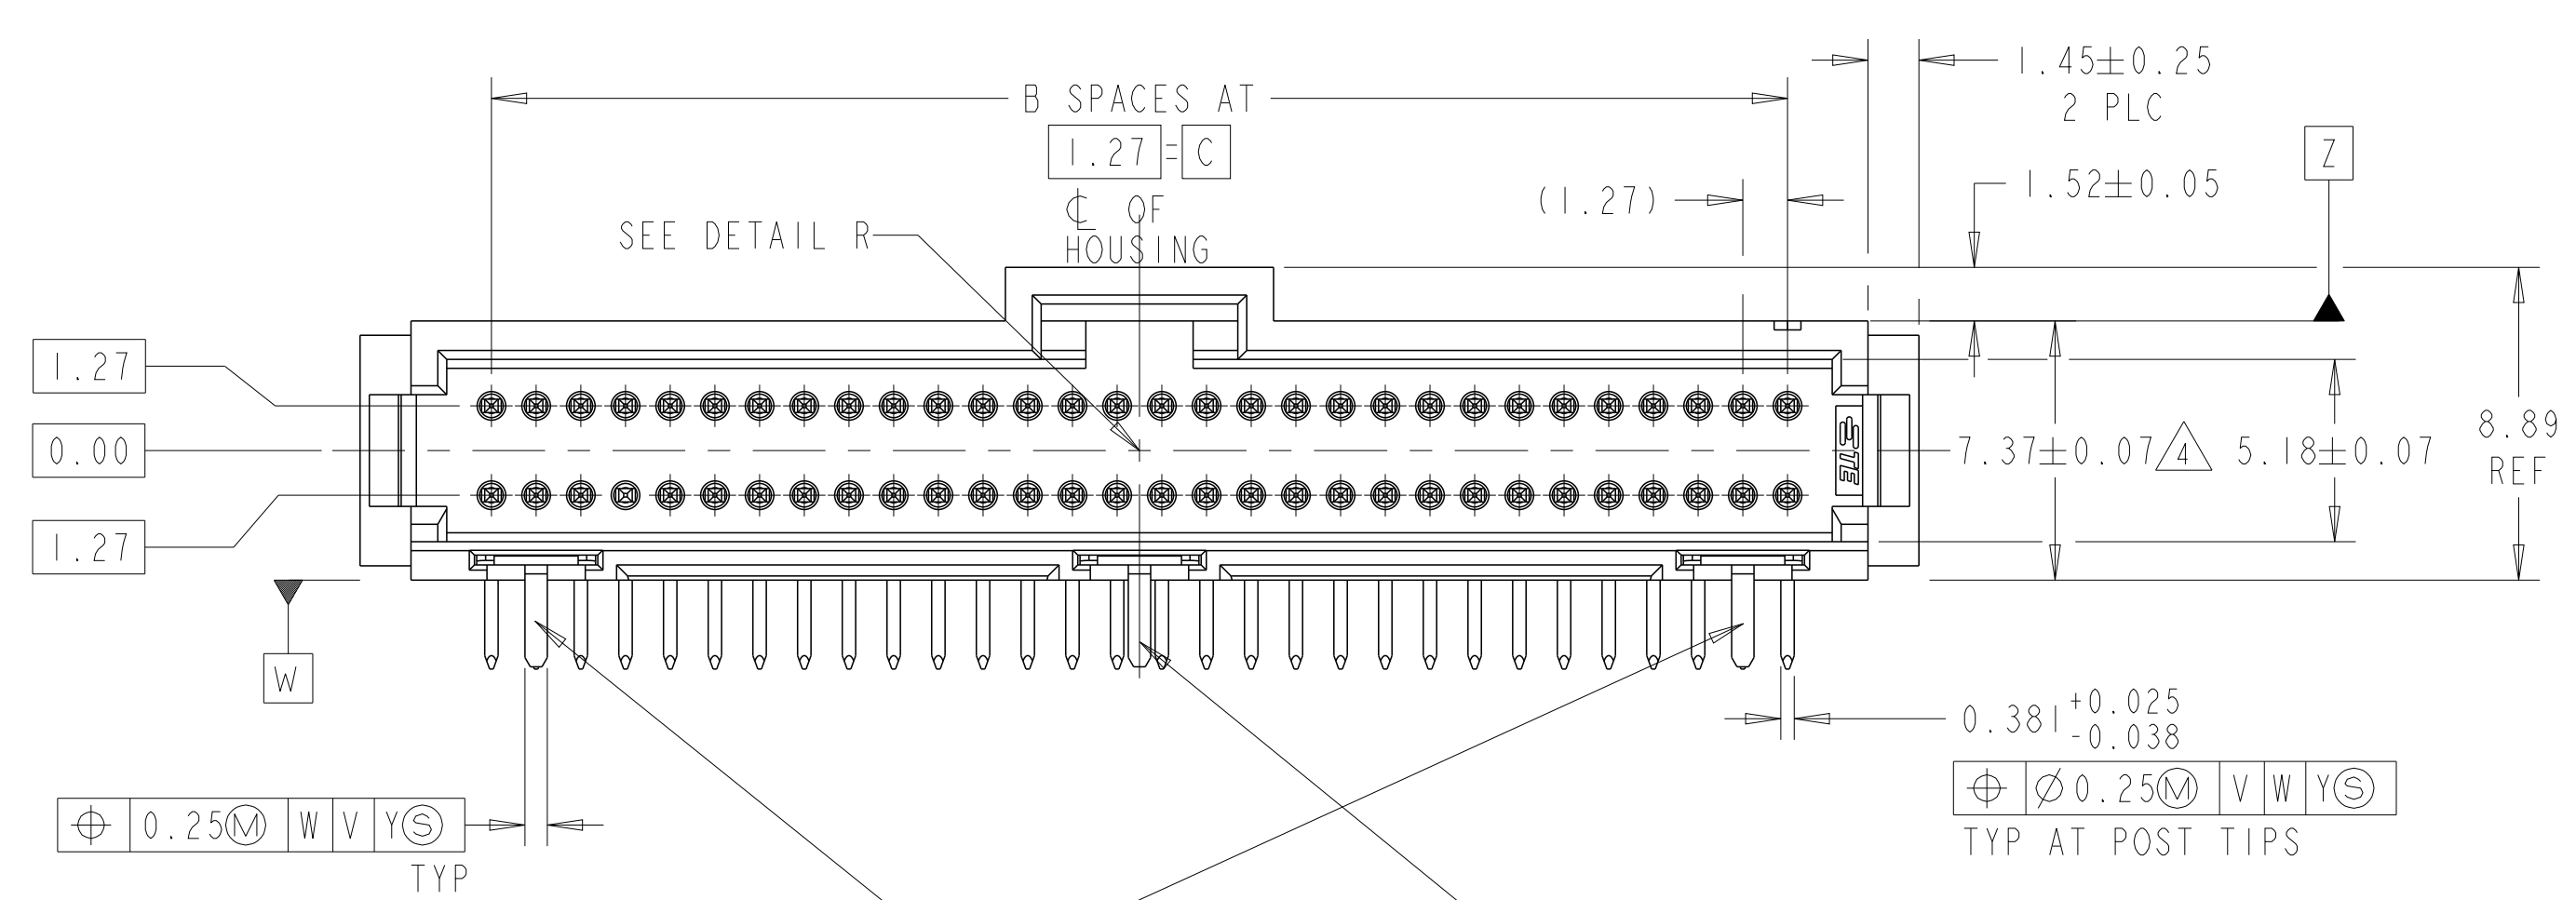 B SPACES AT
1.27 = C
℄ OF
HOUSING
SEE DETAIL R
(1.27)
1.45±0.25
2 PLC
1.52±0.05
Z
1.27
0.00
1.27
W
7.37±0.07 4
5.18±0.07
8.89
REF
TE
0.381 +0.025
-0.038
⌖ Ø0.25Ⓜ V W YⓈ
TYP AT POST TIPS
⌖ 0.25Ⓜ W V YⓈ
TYP